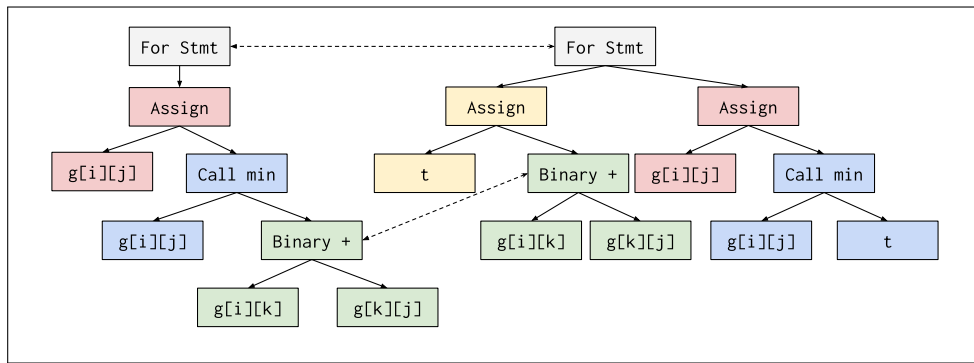 For Stmt
For Stmt
Assign
Assign
Assign
g[i][j]
Call min
t
Binary +
g[i][j]
Call min
g[i][j]
Binary +
g[i][k]
g[k][j]
g[i][j]
t
g[i][k]
g[k][j]